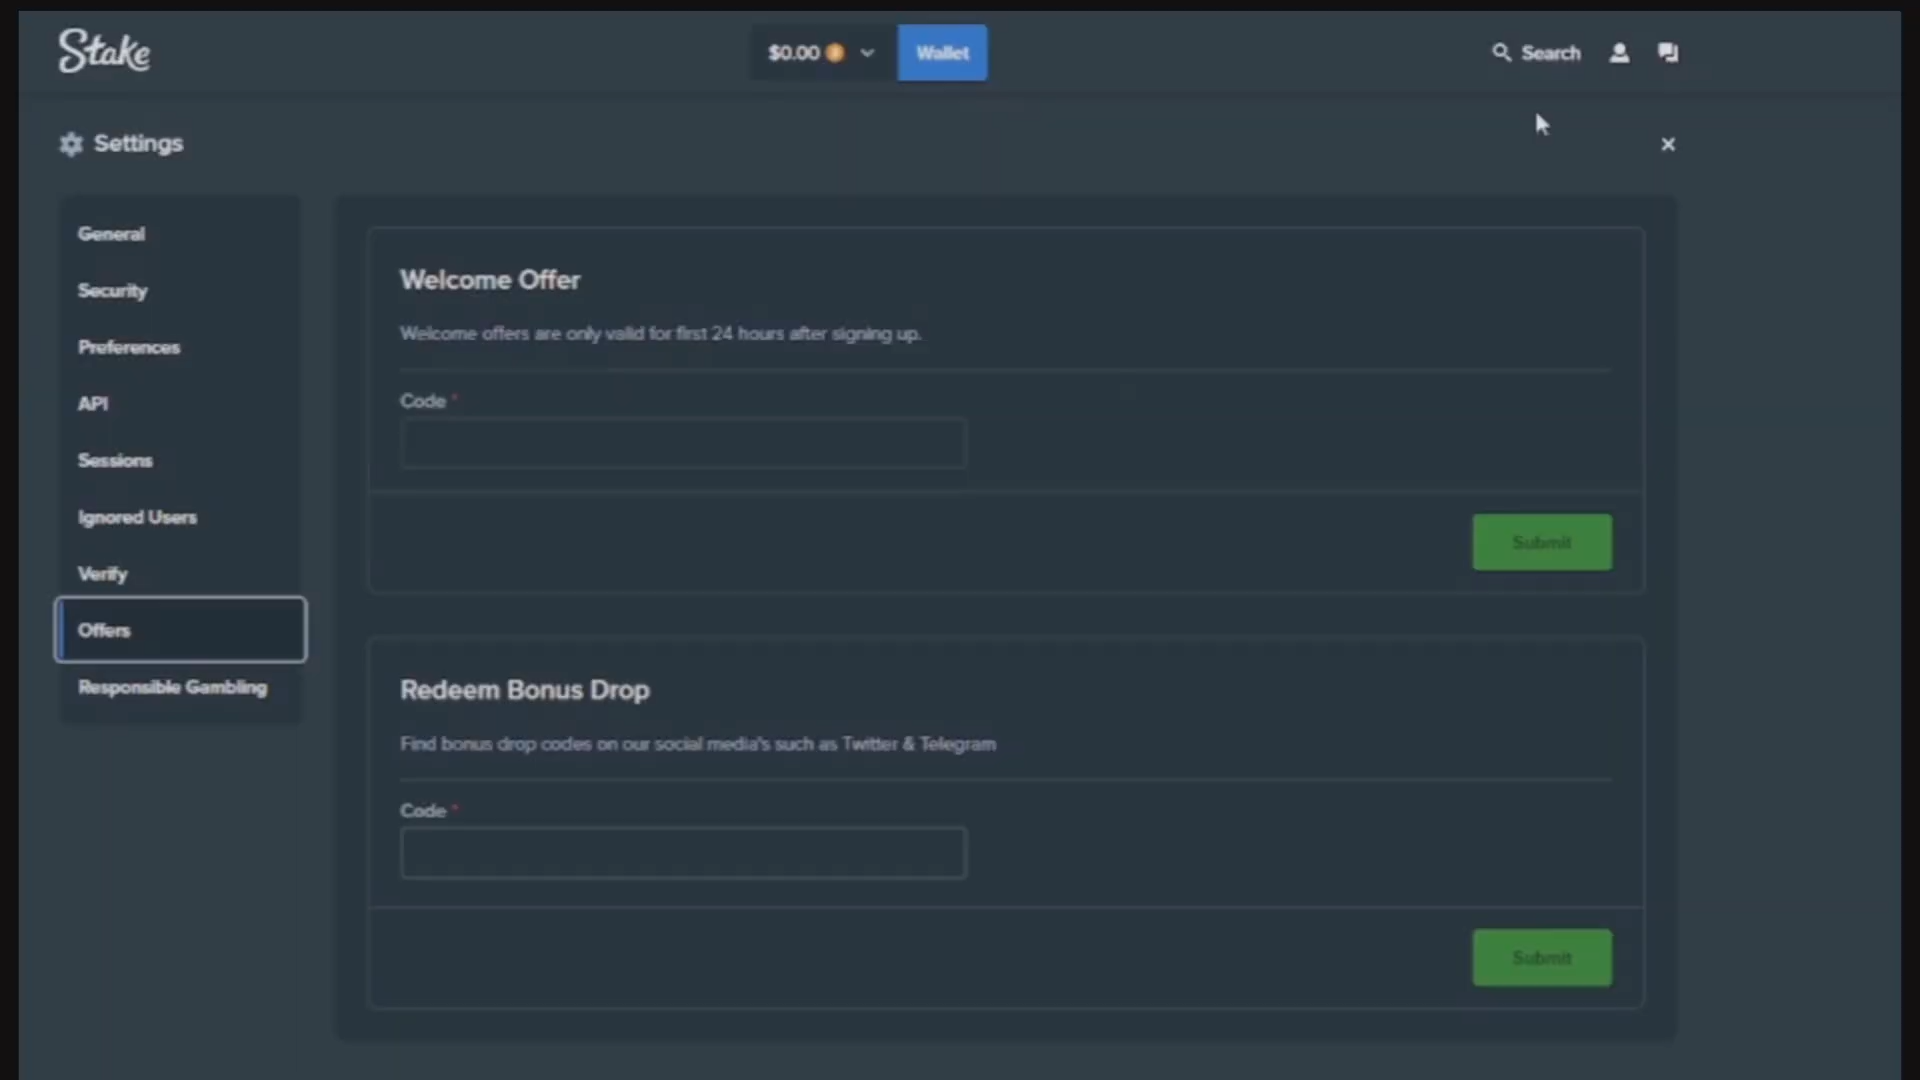 Stake
$0.00
Wallet
Search
Settings
General
Security
Preferences
API
Sessions
Ignored Users
Verify
Offers
Responsible Gambling
Welcome Offer
Welcome offers are only valid for first 24 hours after signing up.
Code *
Submit
Redeem Bonus Drop
Find bonus drop codes on our social media's such as Twitter & Telegram
Code *
Submit